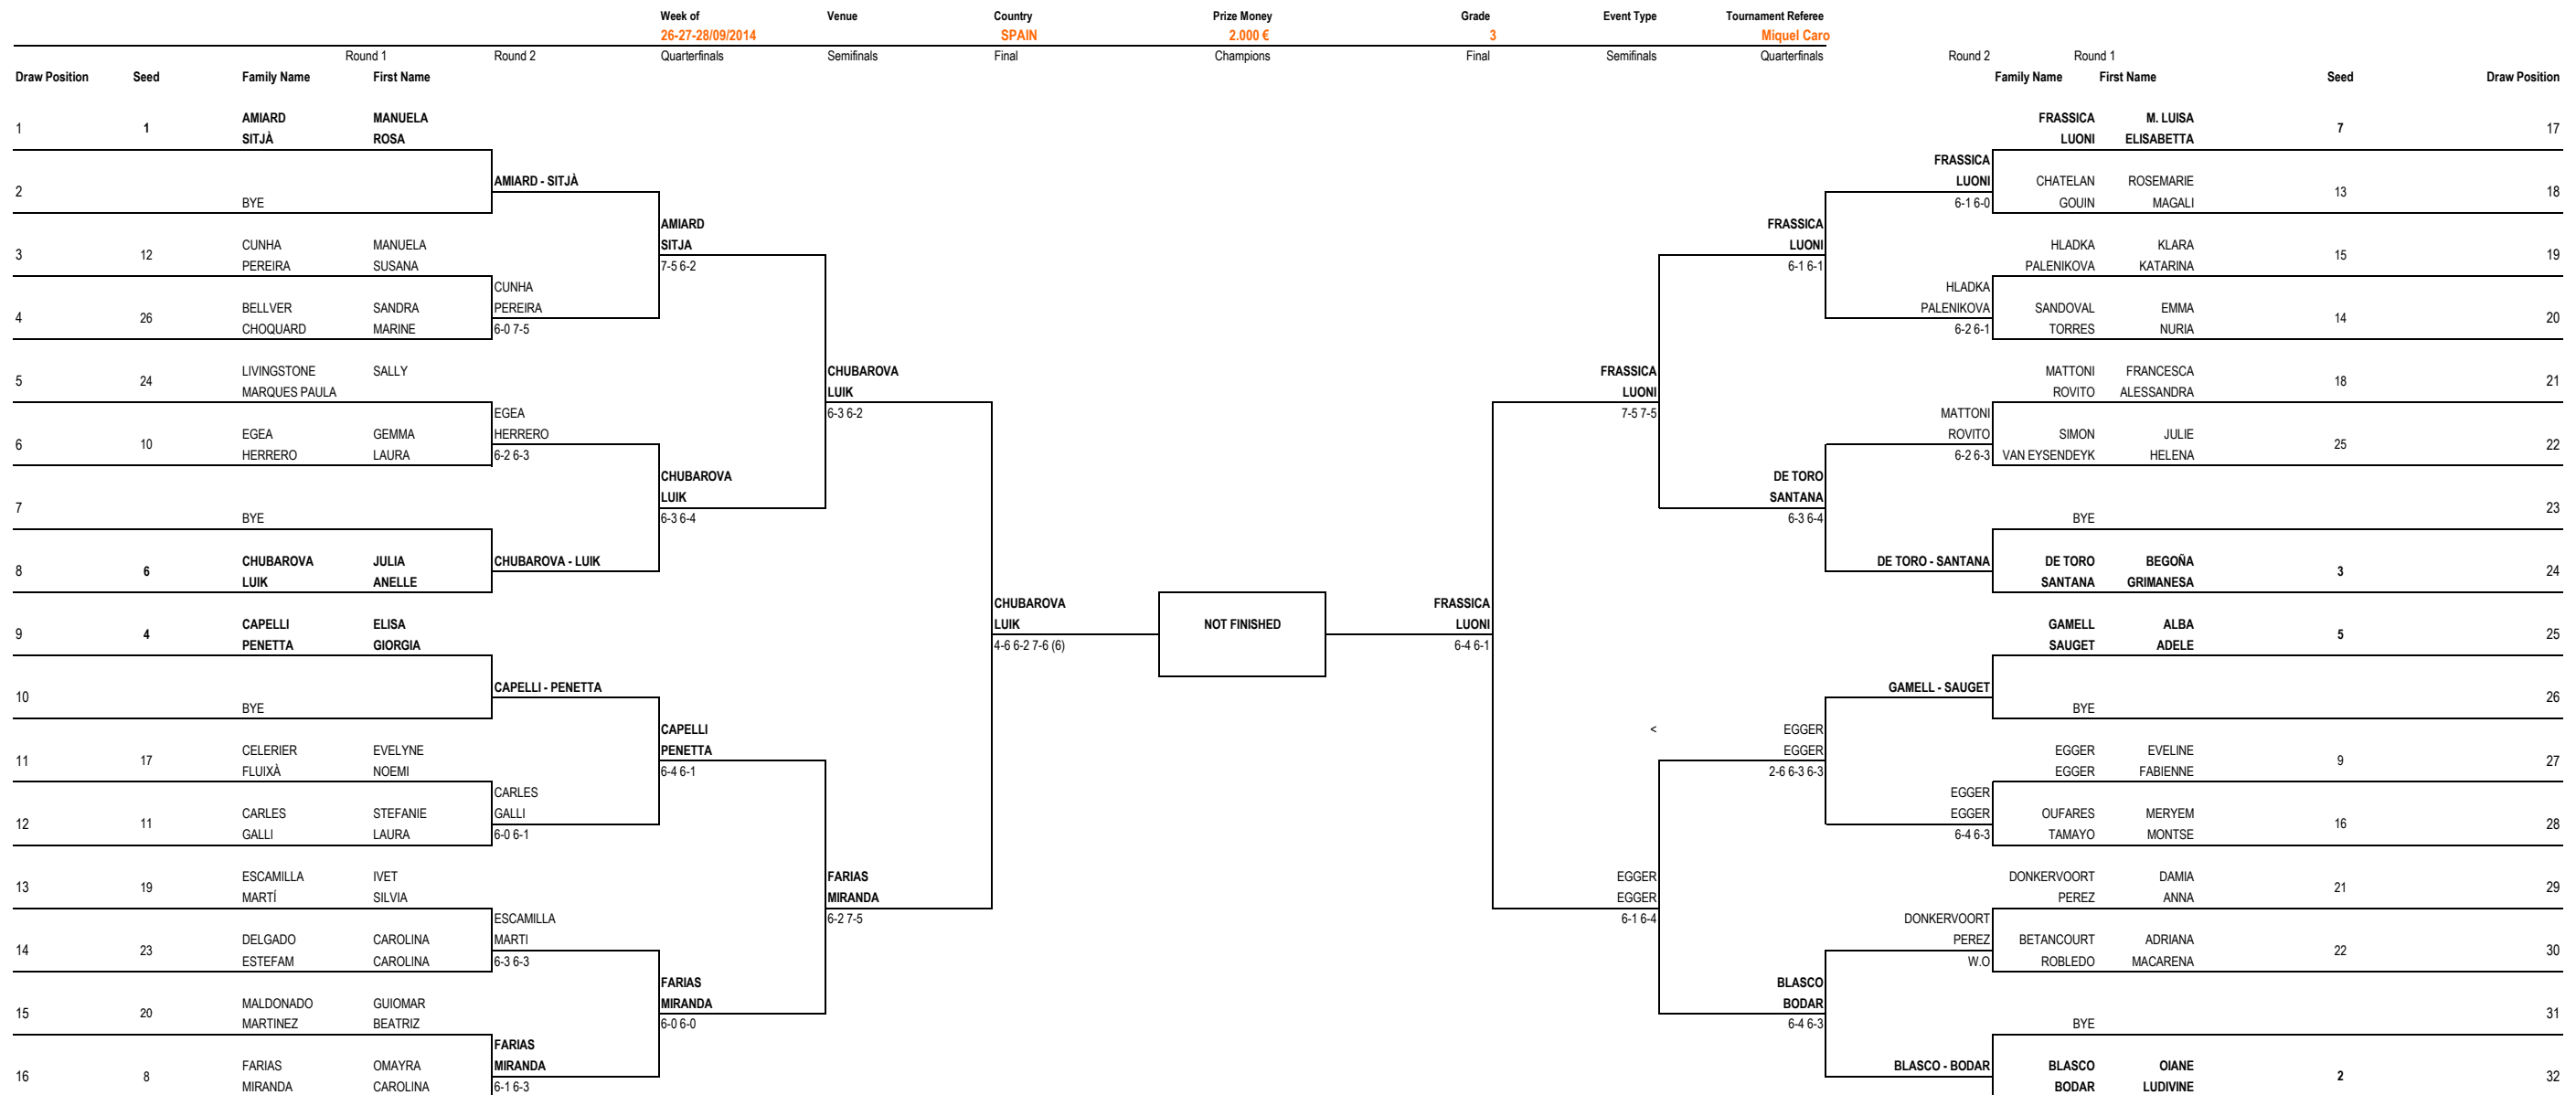 Week of Venue Country Prize Money Grade Event Type Tournament Referee
26-27-28/09/2014 SPAIN 2.000 € 3 Miquel Caro
Round 1 Round 2 Quarterfinals Semifinals Final Champions Final Semifinals Quarterfinals Round 2 Round 1
Draw Position Seed Family Name First Name Family Name First Name Seed Draw Position
AMIARD MANUELA FRASSICA M. LUISA
1 1 7 17
SITJÀ ROSA LUONI ELISABETTA
FRASSICA
AMIARD - SITJÀ LUONI CHATELAN ROSEMARIE
2 13 18
BYE 6-1 6-0 GOUIN MAGALI
AMIARD FRASSICA
CUNHA MANUELA SITJA LUONI HLADKA KLARA
3 12 15 19
PEREIRA SUSANA 7-5 6-2 6-1 6-1 PALENIKOVA KATARINA
CUNHA HLADKA
BELLVER SANDRA PEREIRA PALENIKOVA SANDOVAL EMMA
4 26 14 20
CHOQUARD MARINE 6-0 7-5 6-2 6-1 TORRES NURIA
LIVINGSTONE SALLY CHUBAROVA FRASSICA MATTONI FRANCESCA
5 24 18 21
MARQUES PAULA LUIK LUONI ROVITO ALESSANDRA
EGEA 6-3 6-2 7-5 7-5 MATTONI
EGEA GEMMA HERRERO ROVITO SIMON JULIE
6 10 25 22
HERRERO LAURA 6-2 6-3 6-2 6-3 VAN EYSENDEYK HELENA
CHUBAROVA DE TORO
LUIK SANTANA
7 23
BYE 6-3 6-4 6-3 6-4 BYE
CHUBAROVA JULIA CHUBAROVA - LUIK DE TORO - SANTANA DE TORO BEGOÑA
8 6 3 24
LUIK ANELLE SANTANA GRIMANESA
CHUBAROVA FRASSICA
CAPELLI ELISA LUIK NOT FINISHED LUONI GAMELL ALBA
9 4 5 25
PENETTA GIORGIA 4-6 6-2 7-6 (6) 6-4 6-1 SAUGET ADELE
CAPELLI - PENETTA GAMELL - SAUGET
10 26
BYE BYE
CAPELLI < EGGER
CELERIER EVELYNE PENETTA EGGER EGGER EVELINE
11 17 9 27
FLUIXÀ NOEMI 6-4 6-1 2-6 6-3 6-3 EGGER FABIENNE
CARLES EGGER
CARLES STEFANIE GALLI EGGER OUFARES MERYEM
12 11 16 28
GALLI LAURA 6-0 6-1 6-4 6-3 TAMAYO MONTSE
ESCAMILLA IVET FARIAS EGGER DONKERVOORT DAMIA
13 19 21 29
MARTÍ SILVIA MIRANDA EGGER PEREZ ANNA
ESCAMILLA 6-2 7-5 6-1 6-4 DONKERVOORT
DELGADO CAROLINA MARTI PEREZ BETANCOURT ADRIANA
14 23 22 30
ESTEFAM CAROLINA 6-3 6-3 W.O ROBLEDO MACARENA
FARIAS BLASCO
MALDONADO GUIOMAR MIRANDA BODAR
15 20 31
MARTINEZ BEATRIZ 6-0 6-0 6-4 6-3 BYE
FARIAS
FARIAS OMAYRA MIRANDA BLASCO - BODAR BLASCO OIANE
16 8 2 32
MIRANDA CAROLINA 6-1 6-3 BODAR LUDIVINE